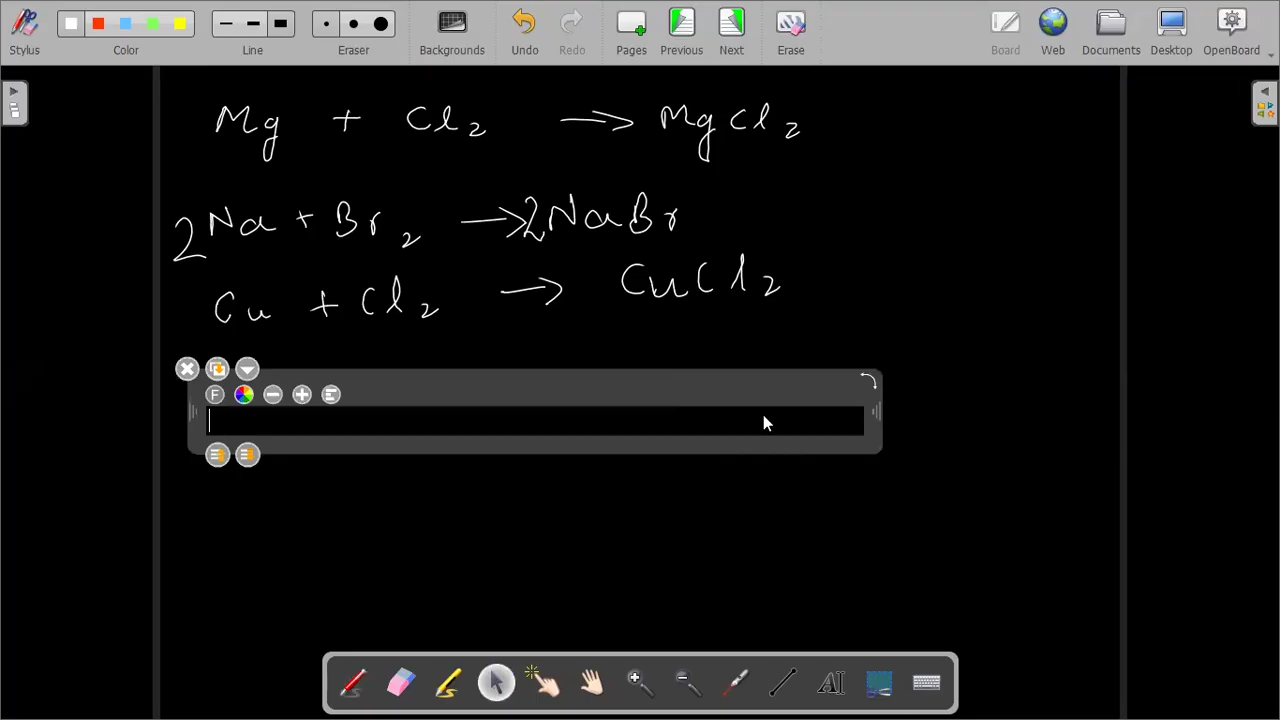 Stylus Color Line Eraser Backgrounds Undo Redo Pages Previous Next Erase Board Web Documents Desktop OpenBoard
Mg + Cl2 → MgCl2
2Na + Br2 → 2NaBr
Cu + Cl2 → CuCl2
F
AI